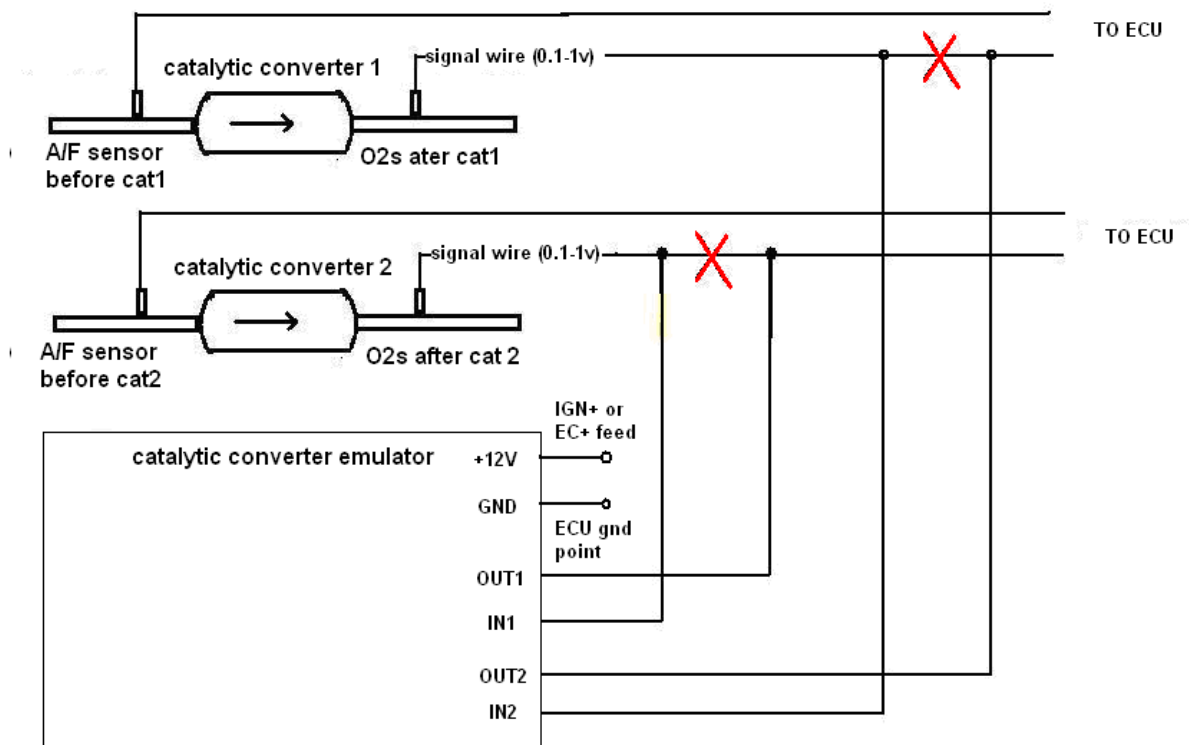 TO ECU
signal wire (0.1-1v)
catalytic converter 1
A/F sensor
before cat1
O2s ater cat1
TO ECU
signal wire (0.1-1v)
catalytic converter 2
A/F sensor
before cat2
O2s after cat 2
IGN+ or
EC+ feed
catalytic converter emulator
+12V
GND
ECU gnd
point
OUT1
IN1
OUT2
IN2